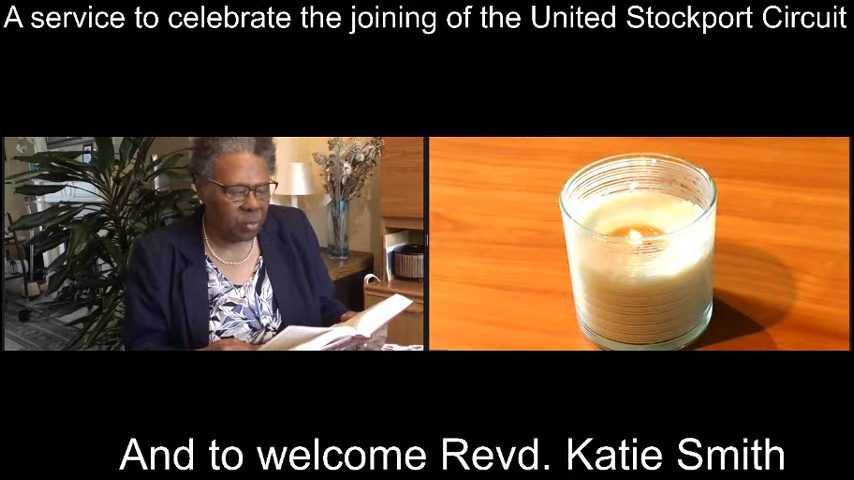 A service to celebrate the joining of the United Stockport Circuit
And to welcome Revd. Katie Smith